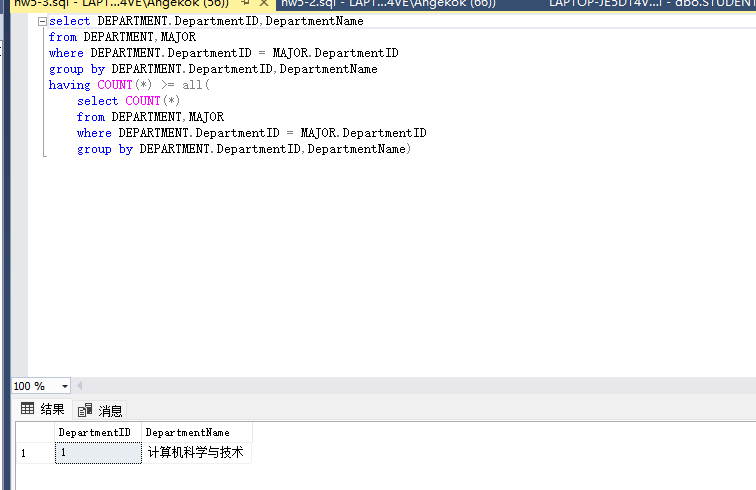 hw5-3.sql - LAPT...4VE\Angekok (56)) hw5-2.sql - LAPT...4VE\Angekok (66)) LAPTOP-JE5DT4V...T - dbo.STUDENT
select DEPARTMENT.DepartmentID,DepartmentName
from DEPARTMENT,MAJOR
where DEPARTMENT.DepartmentID = MAJOR.DepartmentID
group by DEPARTMENT.DepartmentID,DepartmentName
having COUNT(*) >= all(
select COUNT(*)
from DEPARTMENT,MAJOR
where DEPARTMENT.DepartmentID = MAJOR.DepartmentID
group by DEPARTMENT.DepartmentID,DepartmentName)
100 %
结果 消息
DepartmentID DepartmentName
1 1 计算机科学与技术